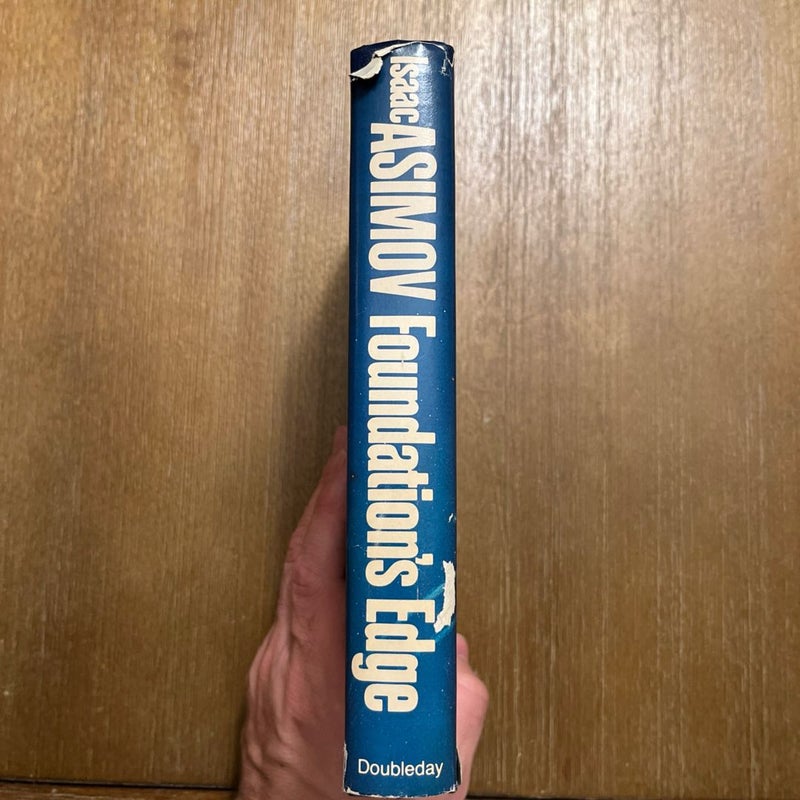 Isaac ASIMOV Foundation's Edge
Doubleday